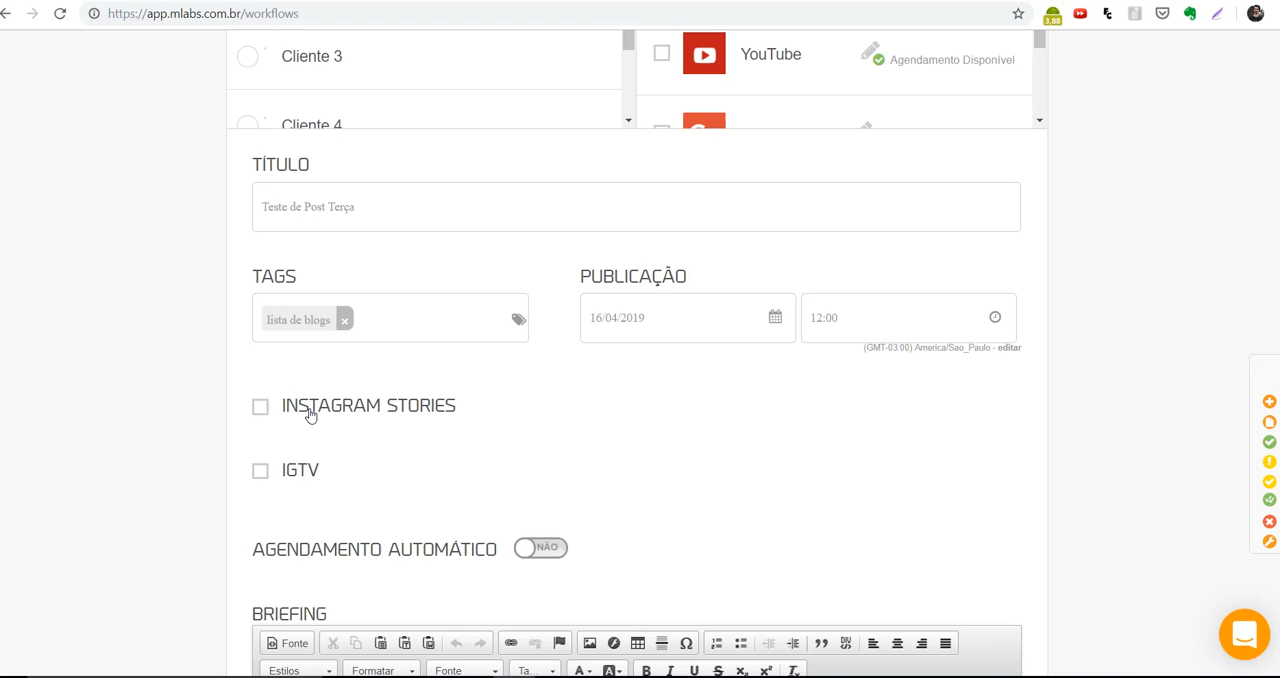 https://app.mlabs.com.br/workflows
3,88
Cliente 3
YouTube
Agendamento Disponível
Cliente 4
TÍTULO
Teste de Post Terça
TAGS
PUBLICAÇÃO
lista de blogs x
16/04/2019
12:00
(GMT-03:00) America/Sao_Paulo - editar
INSTAGRAM STORIES
IGTV
AGENDAMENTO AUTOMÁTICO
NÃO
BRIEFING
Fonte
Estilos
Formatar
Fonte
Ta...